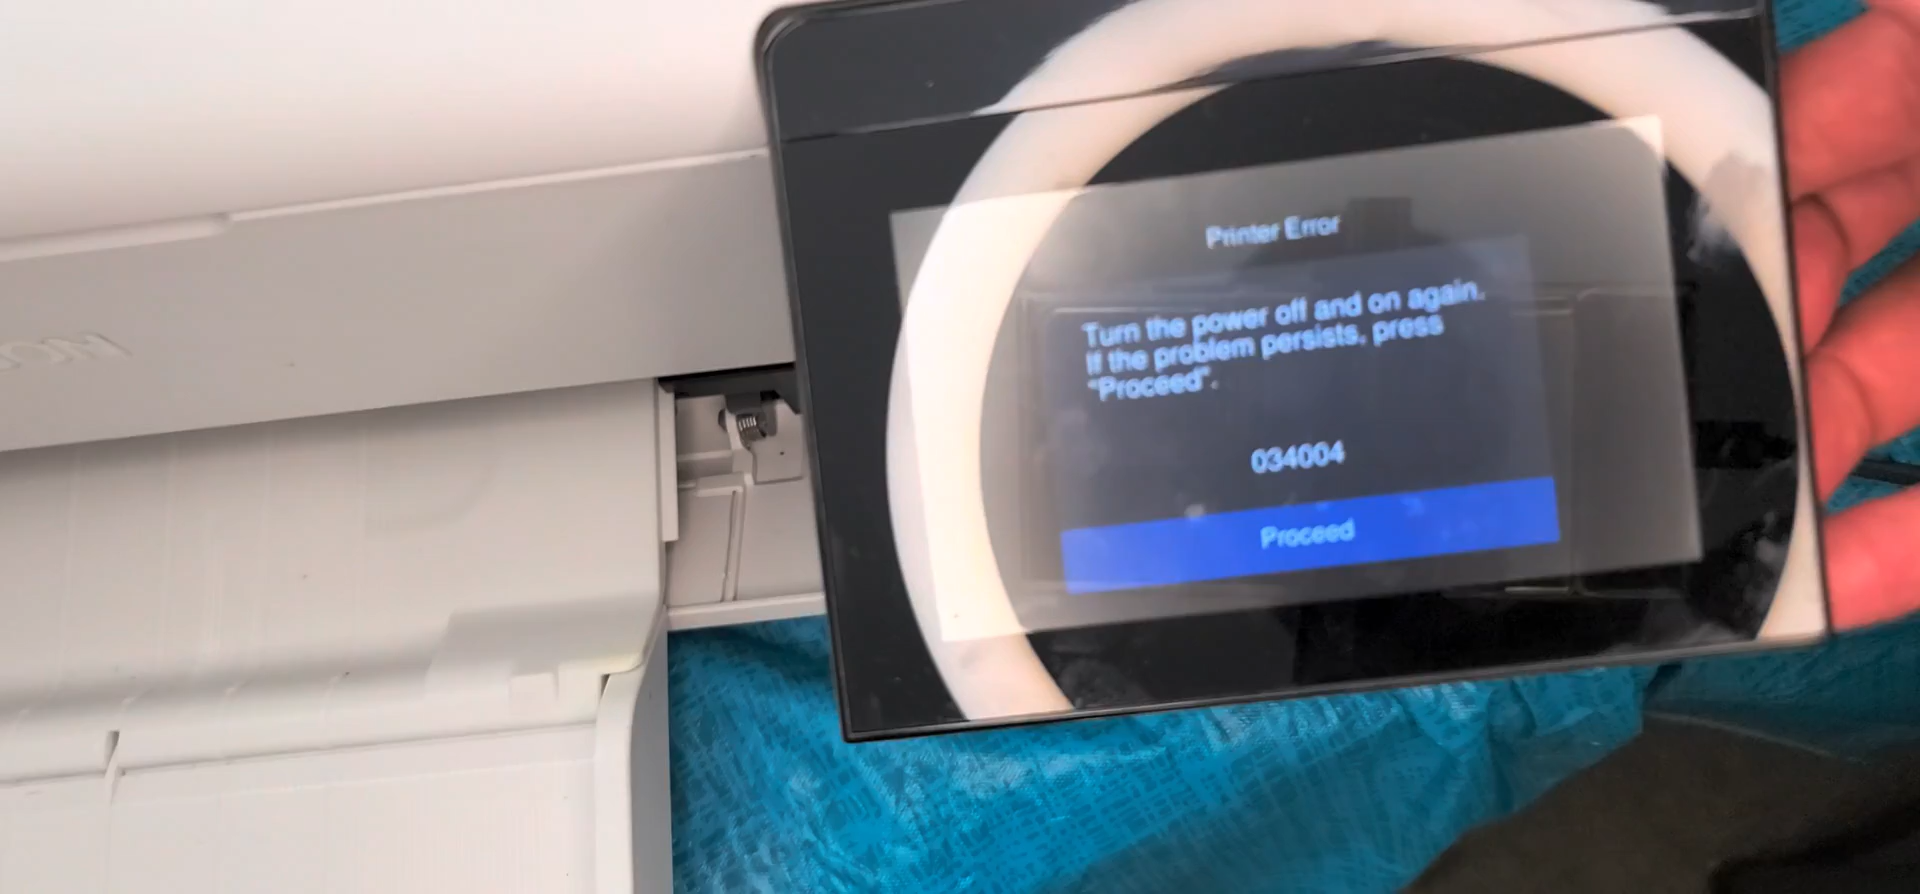 Printer Error
Turn the power off and on again.
If the problem persists, press
"Proceed".
034004
Proceed